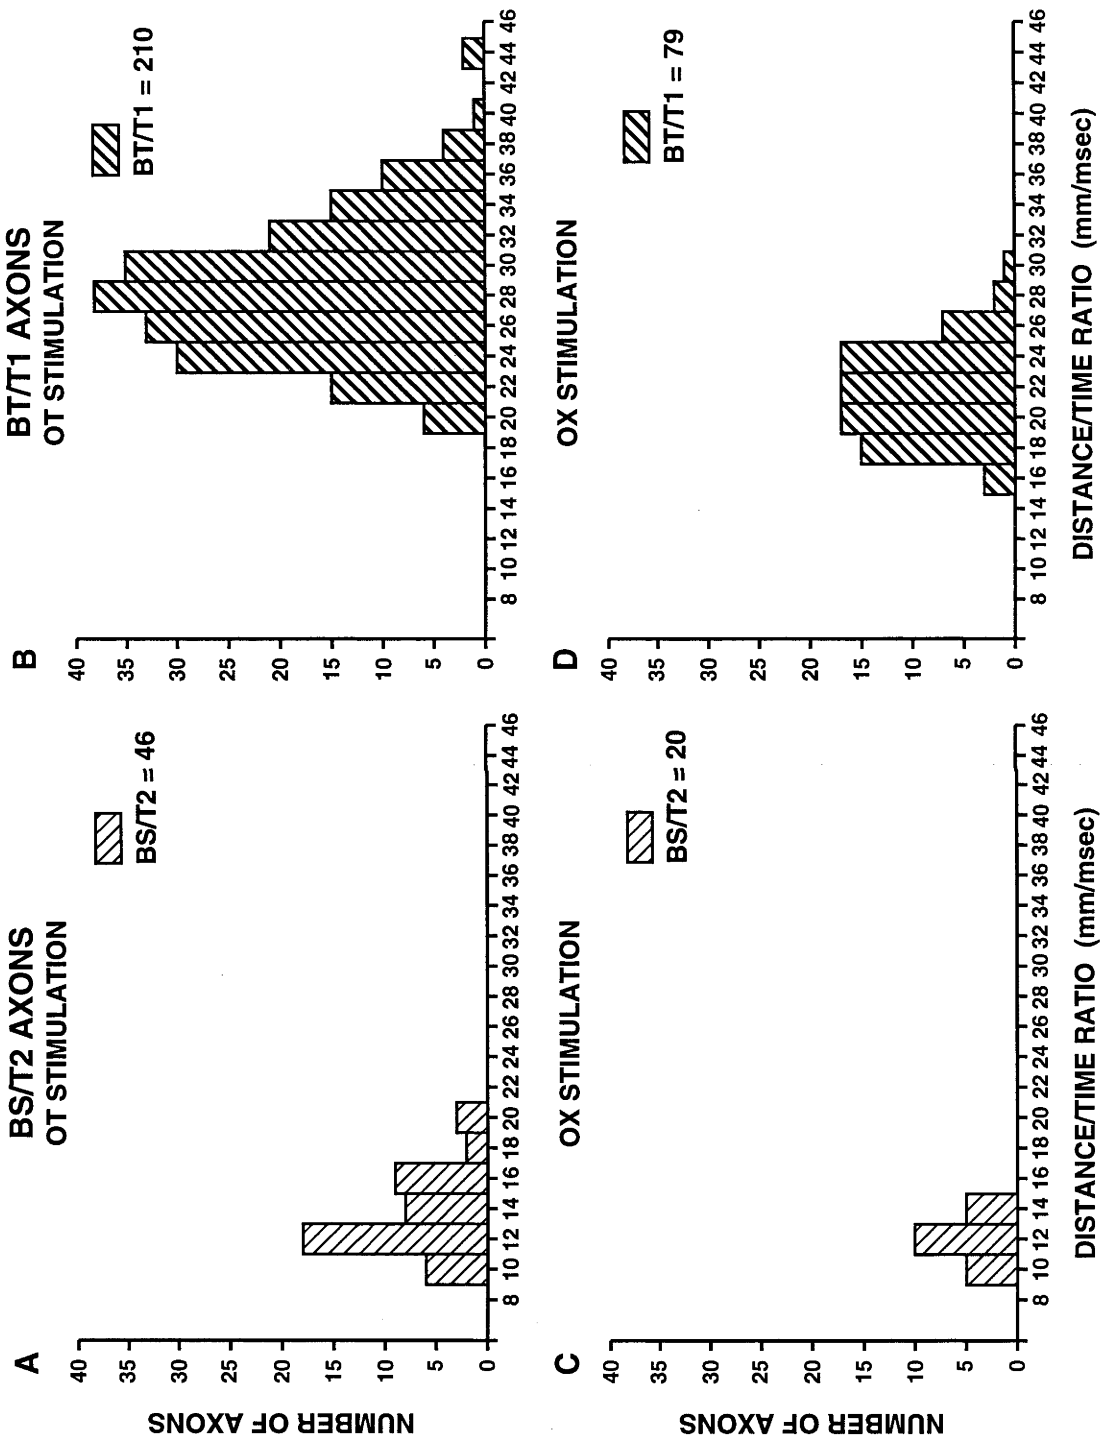 A
BS/T2 AXONS
OT STIMULATION
BS/T2 = 46
NUMBER OF AXONS
40
35
30
25
20
15
10
5
0
8 10 12 14 16 18 20 22 24 26 28 30 32 34 36 38 40 42 44 46
B
BT/T1 AXONS
OT STIMULATION
BT/T1 = 210
40
35
30
25
20
15
10
5
0
8 10 12 14 16 18 20 22 24 26 28 30 32 34 36 38 40 42 44 46
C
OX STIMULATION
BS/T2 = 20
NUMBER OF AXONS
40
35
30
25
20
15
10
5
0
8 10 12 14 16 18 20 22 24 26 28 30 32 34 36 38 40 42 44 46
DISTANCE/TIME RATIO (mm/msec)
D
OX STIMULATION
BT/T1 = 79
40
35
30
25
20
15
10
5
0
8 10 12 14 16 18 20 22 24 26 28 30 32 34 36 38 40 42 44 46
DISTANCE/TIME RATIO (mm/msec)